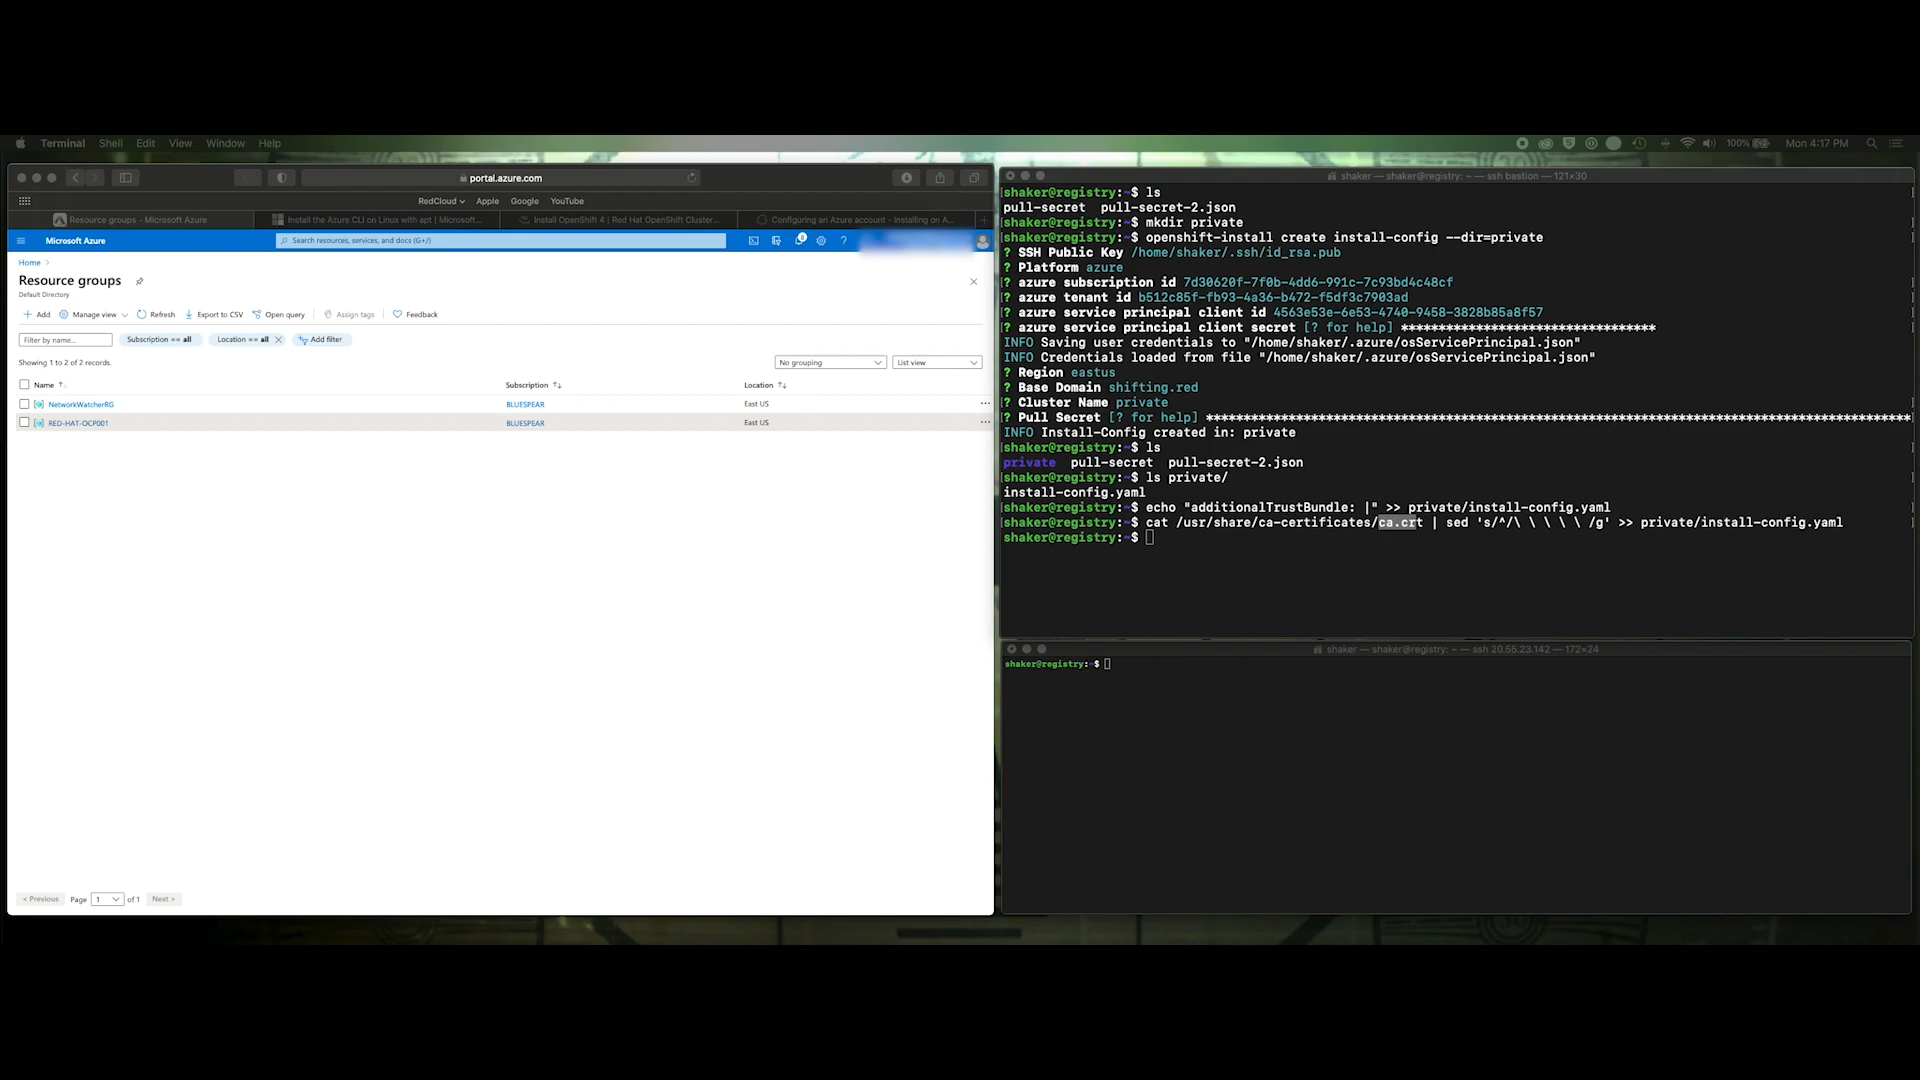 Terminal Shell Edit View Window Help
100% Mon 4:17 PM
portal.azure.com
RedCloud Apple Google YouTube
Resource groups - Microsoft Azure
Install the Azure CLI on Linux with apt | Microsoft...
Install OpenShift 4 | Red Hat OpenShift Cluster...
Configuring an Azure account - Installing on A...
Microsoft Azure
Search resources, services, and docs (G+/)
Home >
Resource groups
Default Directory
+ Add Manage view Refresh Export to CSV Open query Assign tags Feedback
Filter by name... Subscription == all Location == all Add filter
Showing 1 to 2 of 2 records.
No grouping List view
Name Subscription Location
NetworkWatcherRG BLUESPEAR East US
RED-HAT-OCP001 BLUESPEAR East US
< Previous Page 1 of 1 Next >
shaker — shaker@registry: ~ — ssh bastion — 121×30
shaker@registry:~$ ls
pull-secret pull-secret-2.json
shaker@registry:~$ mkdir private
shaker@registry:~$ openshift-install create install-config --dir=private
? SSH Public Key /home/shaker/.ssh/id_rsa.pub
? Platform azure
? azure subscription id 7d30620f-7f0b-4dd6-991c-7c93bd4c48cf
? azure tenant id b512c85f-fb93-4a36-b472-f5df3c7903ad
? azure service principal client id 4563e53e-6e53-4740-9458-3828b85a8f57
? azure service principal client secret [? for help] **********************************
INFO Saving user credentials to "/home/shaker/.azure/osServicePrincipal.json"
INFO Credentials loaded from file "/home/shaker/.azure/osServicePrincipal.json"
? Region eastus
? Base Domain shifting.red
? Cluster Name private
? Pull Secret [? for help] **********************************************************************************************
INFO Install-Config created in: private
shaker@registry:~$ ls
private pull-secret pull-secret-2.json
shaker@registry:~$ ls private/
install-config.yaml
shaker@registry:~$ echo "additionalTrustBundle: |" >> private/install-config.yaml
shaker@registry:~$ cat /usr/share/ca-certificates/ca.crt | sed 's/^/\ \ \ \ \ /g' >> private/install-config.yaml
shaker@registry:~$
shaker — shaker@registry: ~ — ssh 20.55.23.142 — 172×24
shaker@registry:~$